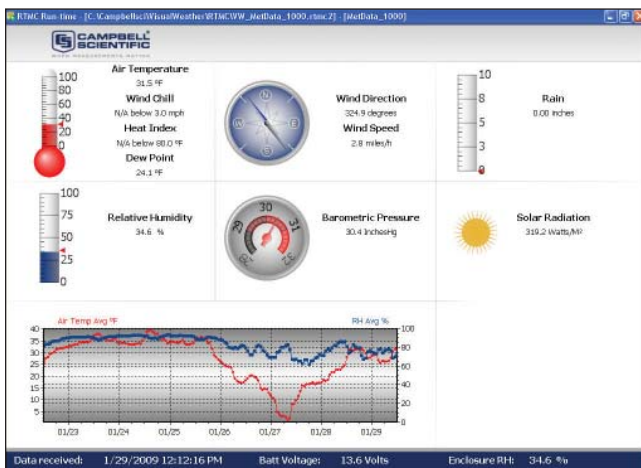 RTMC Run-time - [C:\Campbellsci\VisualWeather\RTMC\VW_MetData_1000.rtmc2] - [MetData_1000]
CAMPBELL
SCIENTIFIC
100
80
60
40
20
0
Air Temperature
31.5 ºF
Wind Chill
N/A below 3.0 mph
Heat Index
N/A below 80.0 ºF
Dew Point
24.1 ºF
N
E
S
W
Wind Direction
324.9 degrees
Wind Speed
2.8 miles/h
10
8
5
3
0
Rain
0.00 inches
100
75
50
25
0
Relative Humidity
34.6 %
28
29
30
31
32
Barometric Pressure
30.4 InchesHg
Solar Radiation
319.2 Watts/M²
Air Temp Avg ºF
RH Avg %
40
35
30
25
20
15
10
5
100
80
60
40
20
0
01/23 01/24 01/25 01/26 01/27 01/28 01/29
Data received: 1/29/2009 12:12:16 PM Batt Voltage: 13.6 Volts Enclosure RH: 34.6 %